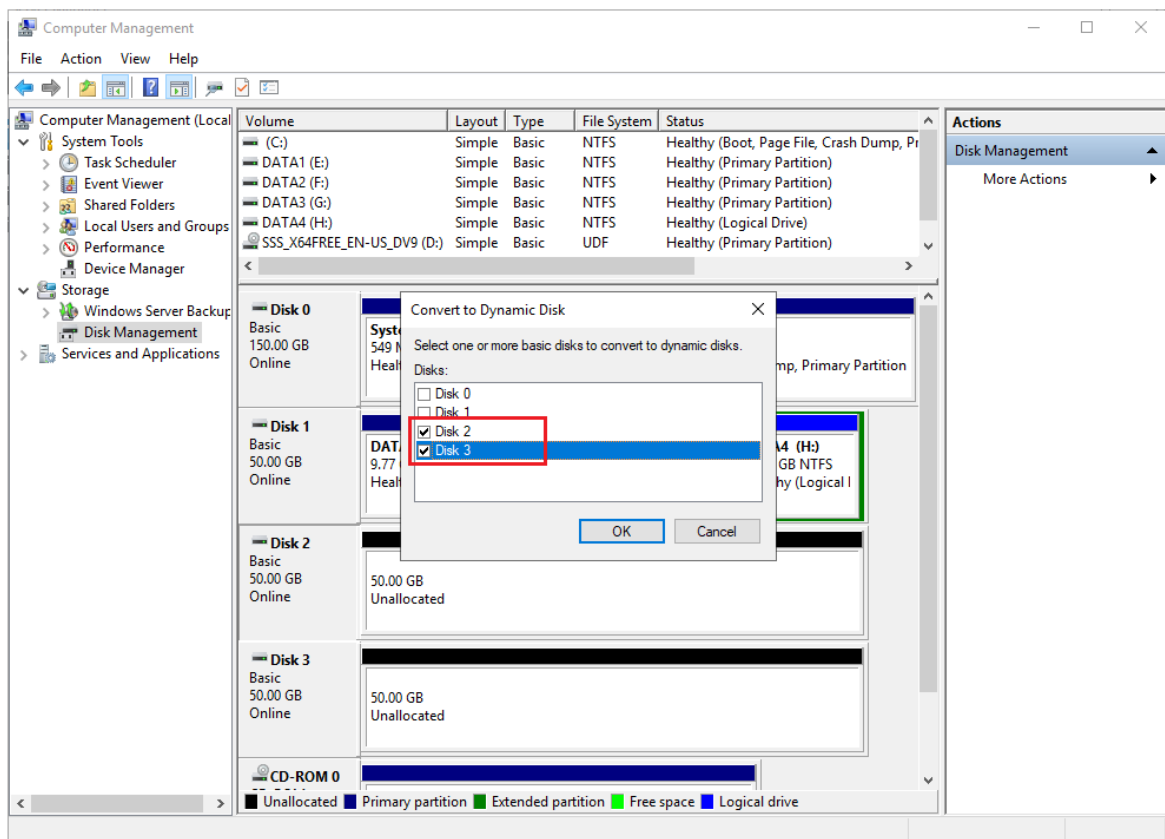 Computer Management
File Action View Help
Computer Management (Local
System Tools
Task Scheduler
Event Viewer
Shared Folders
Local Users and Groups
Performance
Device Manager
Storage
Windows Server Backup
Disk Management
Services and Applications
Volume Layout Type File System Status
(C:) Simple Basic NTFS Healthy (Boot, Page File, Crash Dump, Pr
DATA1 (E:) Simple Basic NTFS Healthy (Primary Partition)
DATA2 (F:) Simple Basic NTFS Healthy (Primary Partition)
DATA3 (G:) Simple Basic NTFS Healthy (Primary Partition)
DATA4 (H:) Simple Basic NTFS Healthy (Logical Drive)
SSS_X64FREE_EN-US_DV9 (D:) Simple Basic UDF Healthy (Primary Partition)
Disk 0
Basic
150.00 GB
Online
Syste
549 M
Healt
mp, Primary Partition
Convert to Dynamic Disk
Select one or more basic disks to convert to dynamic disks.
Disks:
Disk 0
Disk 1
Disk 2
Disk 3
OK Cancel
Disk 1
Basic
50.00 GB
Online
DATA
9.77
Healt
A4 (H:)
GB NTFS
hy (Logical
Disk 2
Basic
50.00 GB
Online
50.00 GB
Unallocated
Disk 3
Basic
50.00 GB
Online
50.00 GB
Unallocated
CD-ROM 0
Unallocated Primary partition Extended partition Free space Logical drive
Actions
Disk Management
More Actions